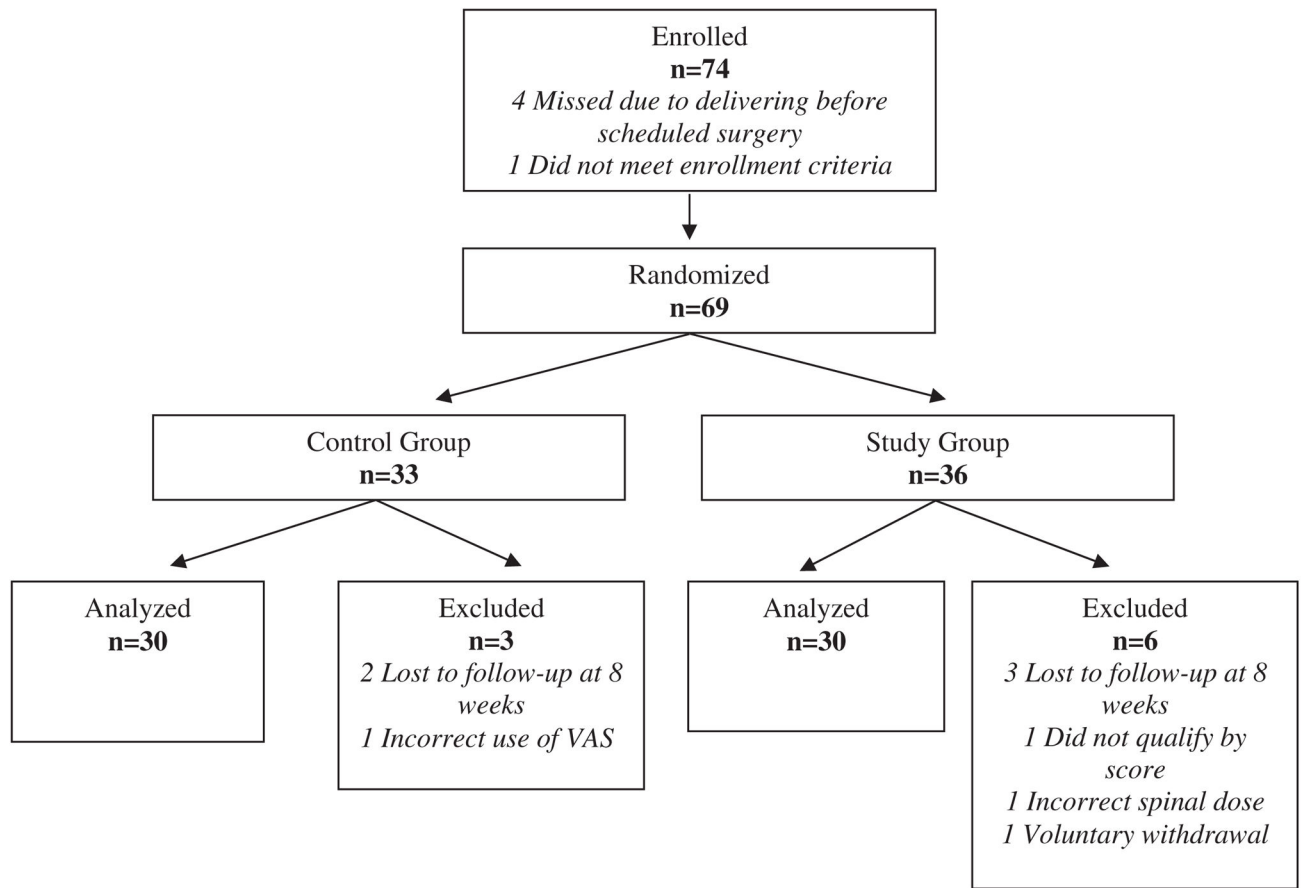 Enrolled
n=74
4 Missed due to delivering before
scheduled surgery
1 Did not meet enrollment criteria
Randomized
n=69
Control Group
n=33
Study Group
n=36
Analyzed
n=30
Excluded
n=3
2 Lost to follow-up at 8
weeks
1 Incorrect use of VAS
Analyzed
n=30
Excluded
n=6
3 Lost to follow-up at 8
weeks
1 Did not qualify by
score
1 Incorrect spinal dose
1 Voluntary withdrawal